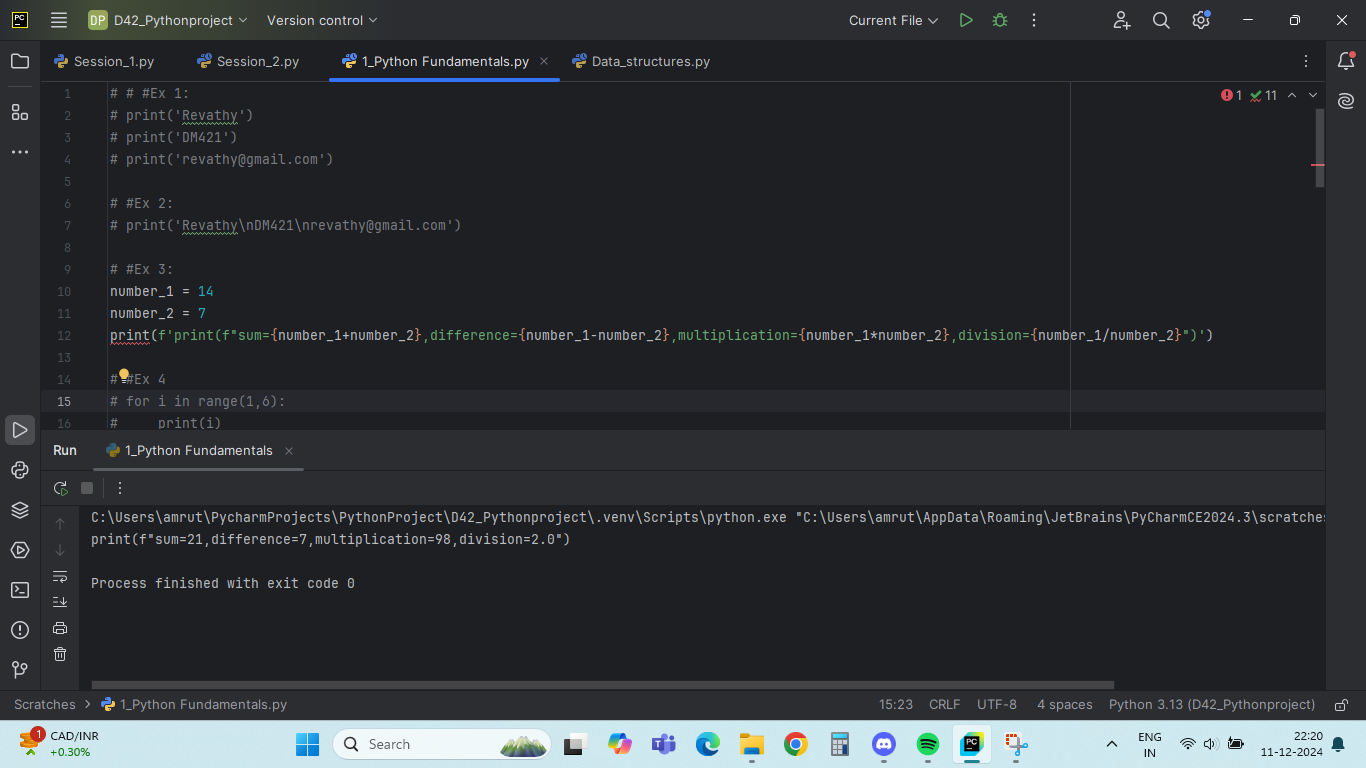 PC
DP D42_Pythonproject Version control Current File
Session_1.py Session_2.py 1_Python Fundamentals.py Data_structures.py
1 # # #Ex 1: 1 11
2 # print('Revathy')
3 # print('DM421')
4 # print('revathy@gmail.com')
5
6 # #Ex 2:
7 # print('Revathy\nDM421\nrevathy@gmail.com')
8
9 # #Ex 3:
10 number_1 = 14
11 number_2 = 7
12 print(f'print(f"sum={number_1+number_2},difference={number_1-number_2},multiplication={number_1*number_2},division={number_1/number_2}")')
13
14 # #Ex 4
15 # for i in range(1,6):
16 #     print(i)
Run 1_Python Fundamentals
C:\Users\amrut\PycharmProjects\PythonProject\D42_Pythonproject\.venv\Scripts\python.exe "C:\Users\amrut\AppData\Roaming\JetBrains\PyCharmCE2024.3\scratches
print(f"sum=21,difference=7,multiplication=98,division=2.0")
Process finished with exit code 0
Scratches > 1_Python Fundamentals.py 15:23 CRLF UTF-8 4 spaces Python 3.13 (D42_Pythonproject)
1 CAD/INR
+0.30%
Search
PC
ENG
IN
22:20
11-12-2024